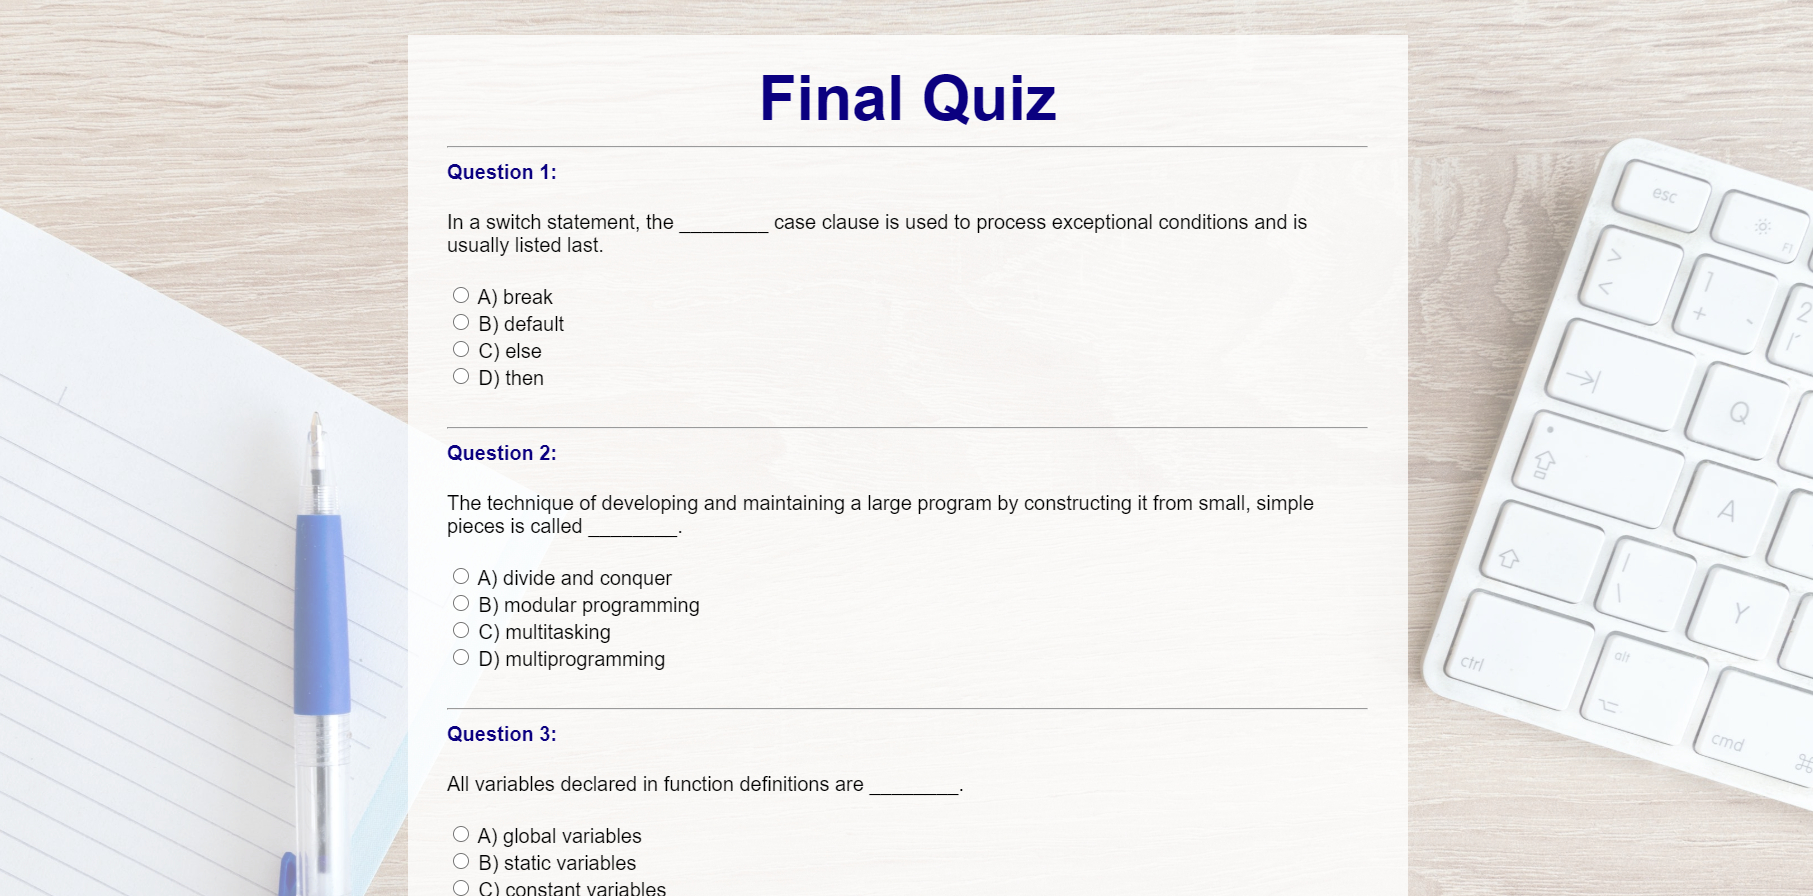 Final Quiz
Question 1:
In a switch statement, the ________ case clause is used to process exceptional conditions and is
usually listed last.
A) break
B) default
C) else
D) then
Question 2:
The technique of developing and maintaining a large program by constructing it from small, simple
pieces is called ________.
A) divide and conquer
B) modular programming
C) multitasking
D) multiprogramming
Question 3:
All variables declared in function definitions are ________.
A) global variables
B) static variables
C) constant variables
esc
F1
>
<
1
+
-
2
Q
A
|
\
Y
ctrl
alt
cmd
⌘